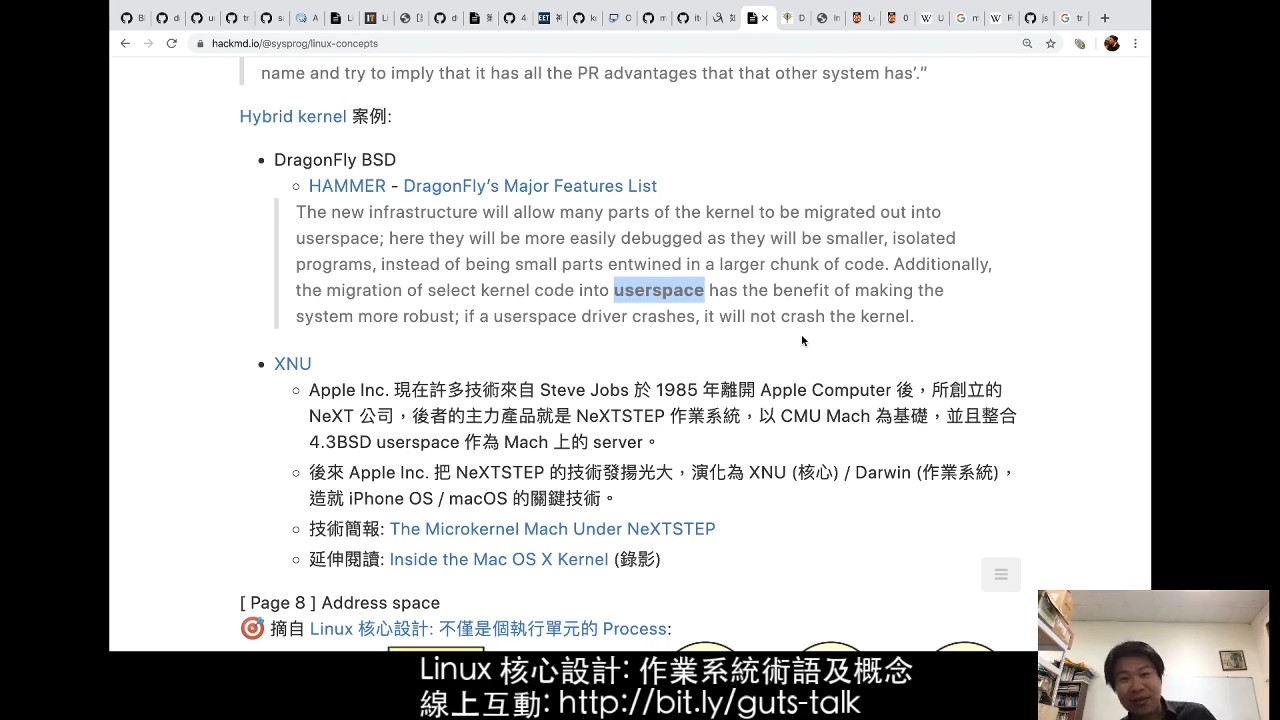 hackmd.io/@sysprog/linux-concepts
name and try to imply that it has all the PR advantages that that other system has’.”
Hybrid kernel 案例:
DragonFly BSD
HAMMER - DragonFly’s Major Features List
The new infrastructure will allow many parts of the kernel to be migrated out into
userspace; here they will be more easily debugged as they will be smaller, isolated
programs, instead of being small parts entwined in a larger chunk of code. Additionally,
the migration of select kernel code into userspace has the benefit of making the
system more robust; if a userspace driver crashes, it will not crash the kernel.
XNU
Apple Inc. 現在許多技術來自 Steve Jobs 於 1985 年離開 Apple Computer 後，所創立的
NeXT 公司，後者的主力產品就是 NeXTSTEP 作業系統，以 CMU Mach 為基礎，並且整合
4.3BSD userspace 作為 Mach 上的 server。
後來 Apple Inc. 把 NeXTSTEP 的技術發揚光大，演化為 XNU (核心) / Darwin (作業系統)，
造就 iPhone OS / macOS 的關鍵技術。
技術簡報: The Microkernel Mach Under NeXTSTEP
延伸閱讀: Inside the Mac OS X Kernel (錄影)
[ Page 8 ] Address space
摘自 Linux 核心設計: 不僅是個執行單元的 Process:
Linux 核心設計: 作業系統術語及概念
線上互動: http://bit.ly/guts-talk